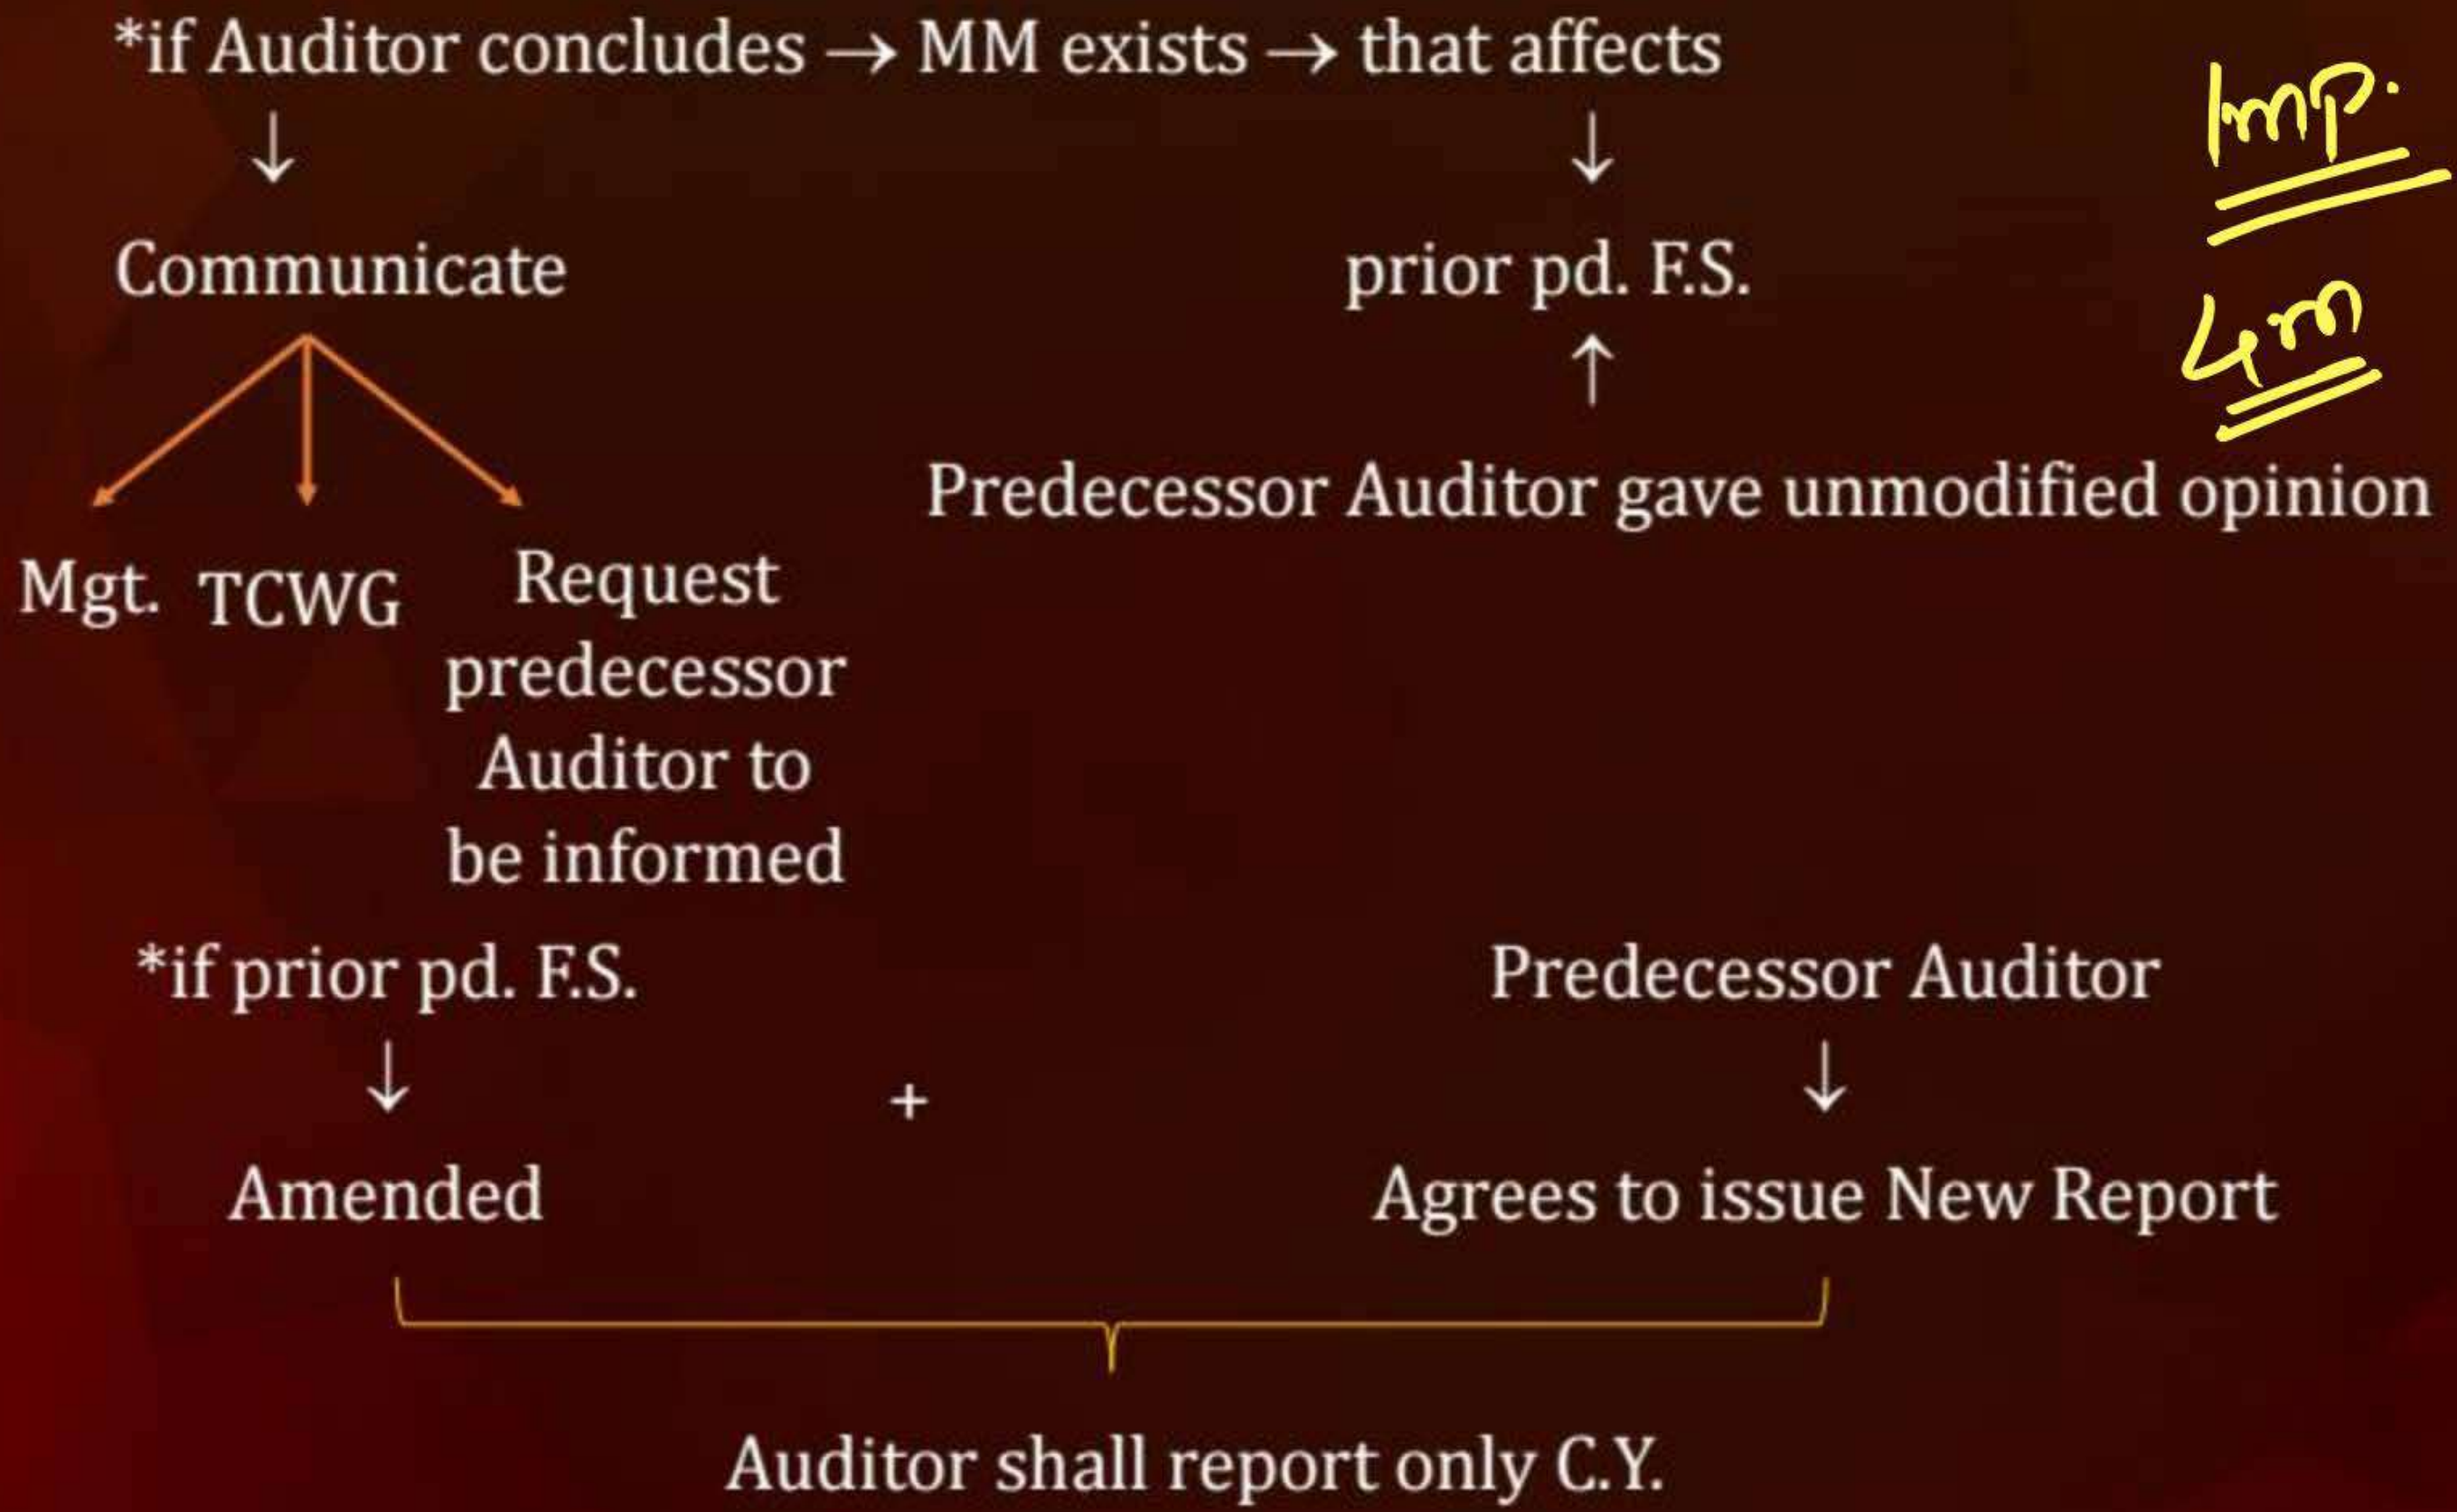 *if Auditor concludes → MM exists → that affects
↓ ↓
Imp.
Communicate prior pd. F.S.
↑
4m
Predecessor Auditor gave unmodified opinion
Mgt. TCWG Request
predecessor
Auditor to
be informed
*if prior pd. F.S. Predecessor Auditor
↓ + ↓
Amended Agrees to issue New Report
Auditor shall report only C.Y.